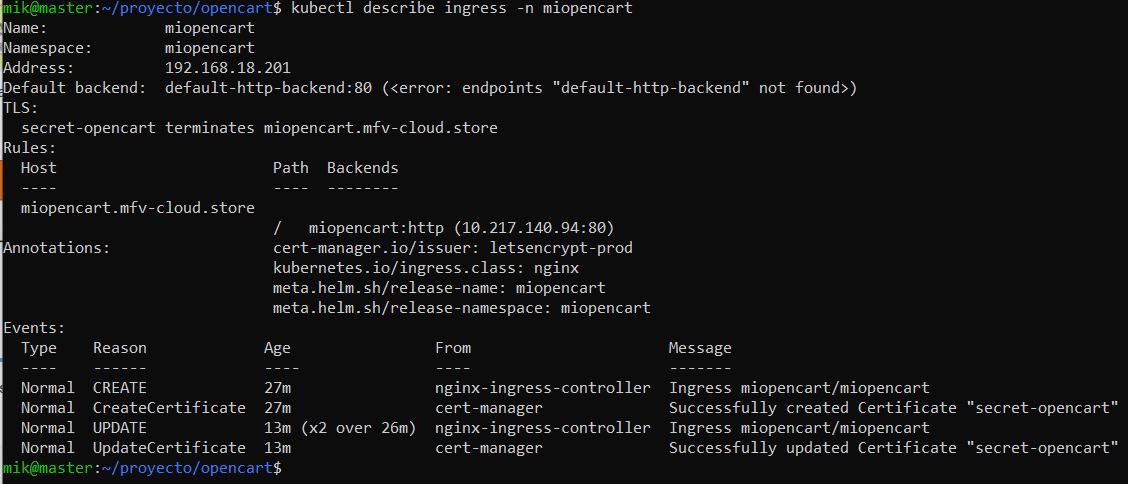 mik@master:~/proyecto/opencart$ kubectl describe ingress -n miopencart
Name:             miopencart
Namespace:        miopencart
Address:          192.168.18.201
Default backend:  default-http-backend:80 (<error: endpoints "default-http-backend" not found>)
TLS:
  secret-opencart terminates miopencart.mfv-cloud.store
Rules:
  Host                        Path  Backends
  ----                        ----  --------
  miopencart.mfv-cloud.store
                              /   miopencart:http (10.217.140.94:80)
Annotations:                  cert-manager.io/issuer: letsencrypt-prod
                              kubernetes.io/ingress.class: nginx
                              meta.helm.sh/release-name: miopencart
                              meta.helm.sh/release-namespace: miopencart
Events:
  Type    Reason             Age                From                      Message
  ----    ------             ----               ----                      -------
  Normal  CREATE             27m                nginx-ingress-controller  Ingress miopencart/miopencart
  Normal  CreateCertificate  27m                cert-manager              Successfully created Certificate "secret-opencart"
  Normal  UPDATE             13m (x2 over 26m)  nginx-ingress-controller  Ingress miopencart/miopencart
  Normal  UpdateCertificate  13m                cert-manager              Successfully updated Certificate "secret-opencart"
mik@master:~/proyecto/opencart$